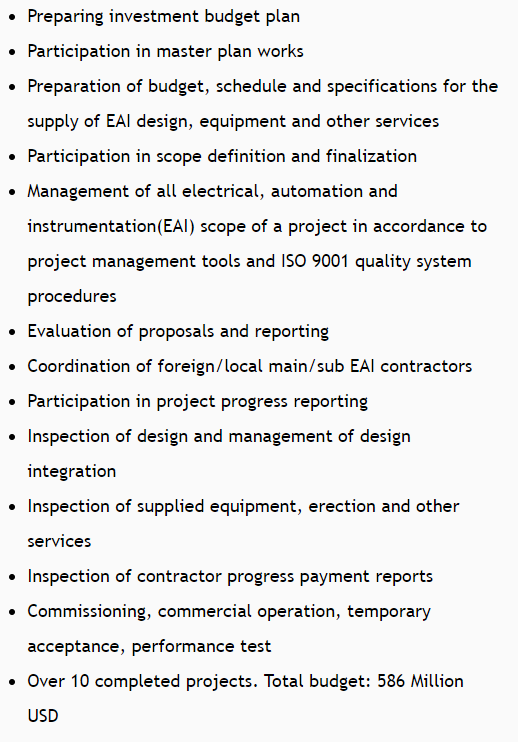 • Preparing investment budget plan
• Participation in master plan works
• Preparation of budget, schedule and specifications for the
supply of EAI design, equipment and other services
• Participation in scope definition and finalization
• Management of all electrical, automation and
instrumentation(EAI) scope of a project in accordance to
project management tools and ISO 9001 quality system
procedures
• Evaluation of proposals and reporting
• Coordination of foreign/local main/sub EAI contractors
• Participation in project progress reporting
• Inspection of design and management of design
integration
• Inspection of supplied equipment, erection and other
services
• Inspection of contractor progress payment reports
• Commissioning, commercial operation, temporary
acceptance, performance test
• Over 10 completed projects. Total budget: 586 Million
USD